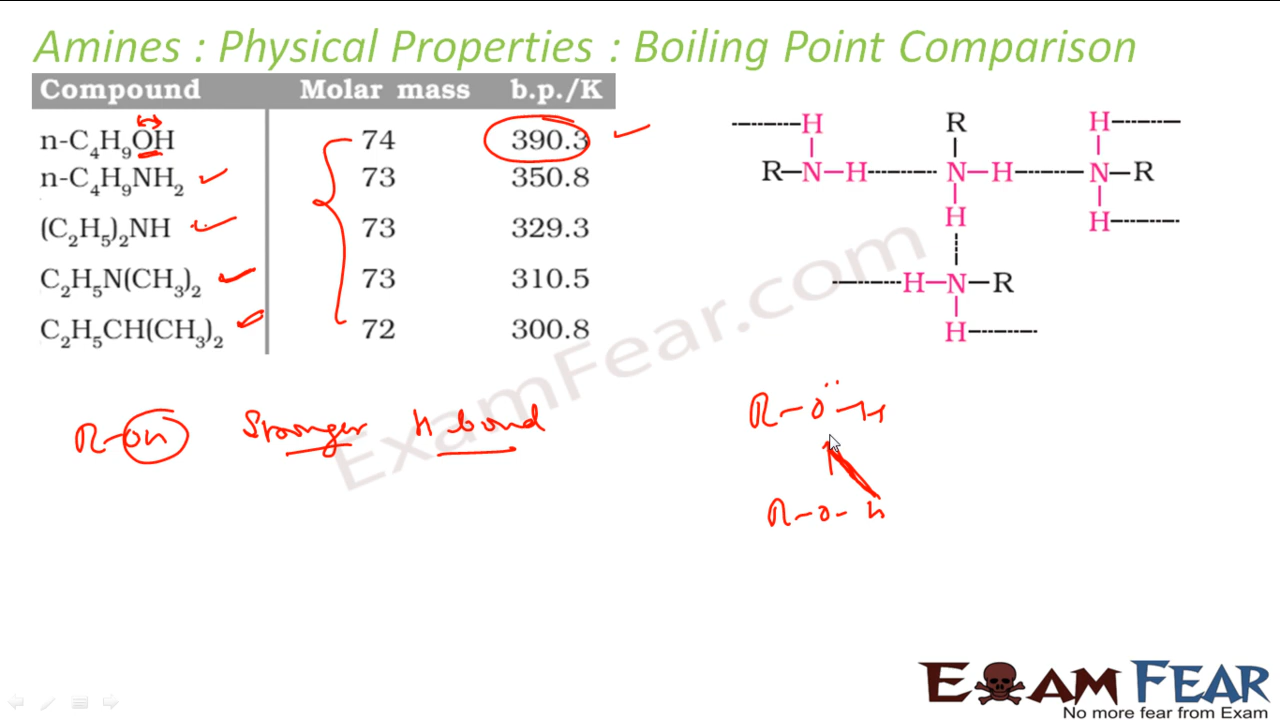 Amines : Physical Properties : Boiling Point Comparison
Compound Molar mass b.p./K
n-C₄H₉OH 74 390.3
n-C₄H₉NH₂ 73 350.8
(C₂H₅)₂NH 73 329.3
C₂H₅N(CH₃)₂ 73 310.5
C₂H₅CH(CH₃)₂ 72 300.8
H R H
R—N—H N—H N—R
H H
H—N—R
H
R-OH Stronger H bond
R-Ö-H
R-O-H
ExamFear.com
EXAM FEAR
No more fear from Exam